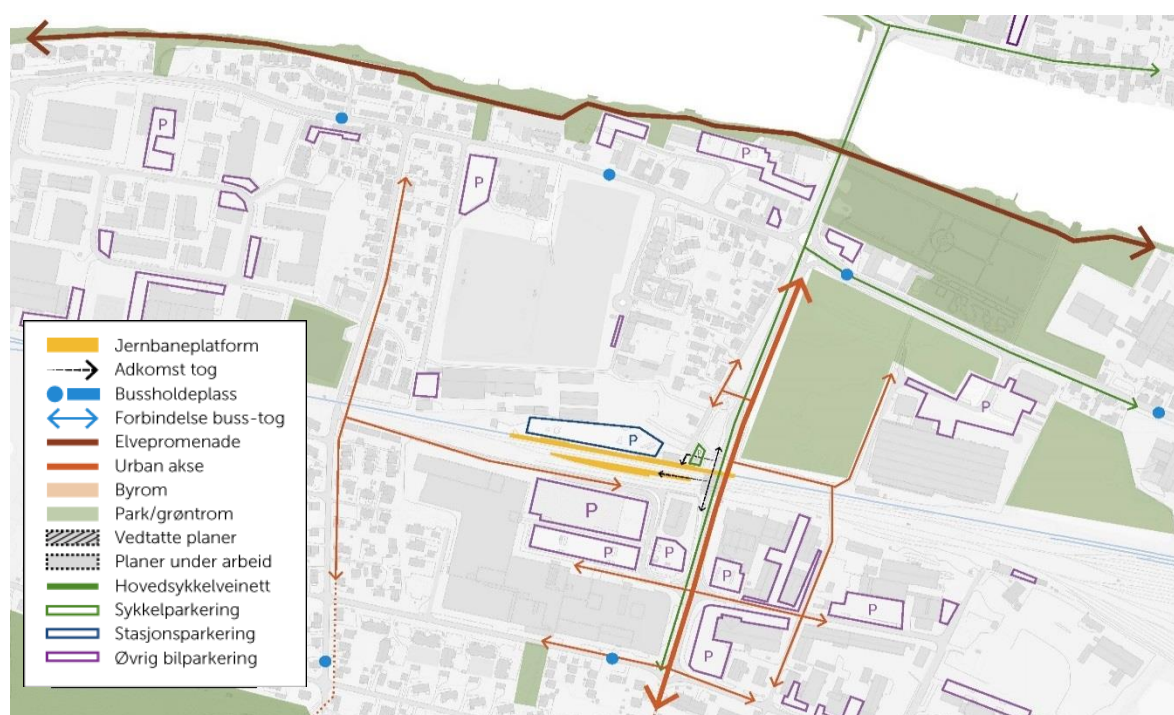 P
P
P
P
P
P
P
P
P
P
P
P
Jernbaneplatform
Adkomst tog
Bussholdeplass
Forbindelse buss-tog
Elvepromenade
Urban akse
Byrom
Park/grøntrom
Vedtatte planer
Planer under arbeid
Hovedsykkelveinett
Sykkelparkering
Stasjonsparkering
Øvrig bilparkering